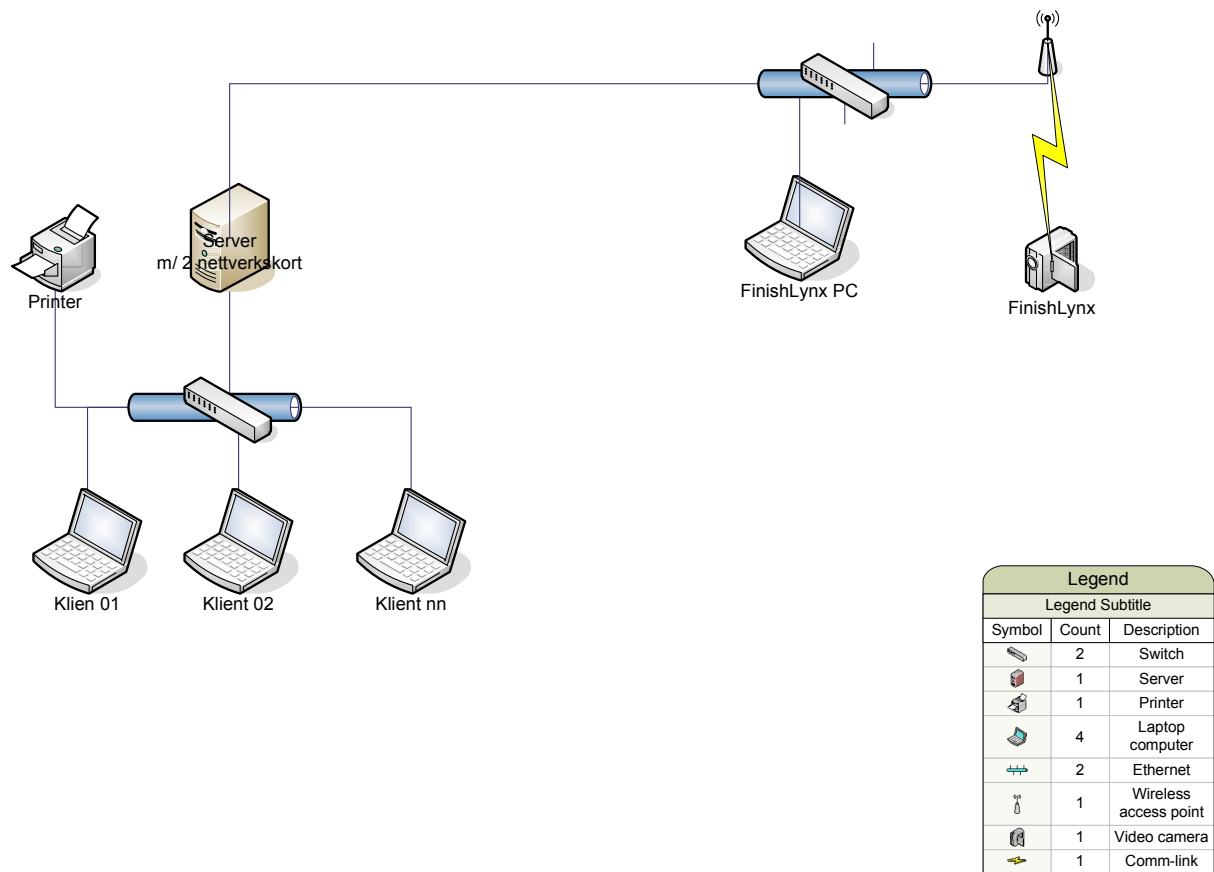 Server
m/ 2 nettverkskort
Printer
FinishLynx PC
FinishLynx
Klien 01
Klient 02
Klient nn
Legend
Legend Subtitle
Symbol Count Description
2 Switch
1 Server
1 Printer
4 Laptop
computer
2 Ethernet
1 Wireless
access point
1 Video camera
1 Comm-link